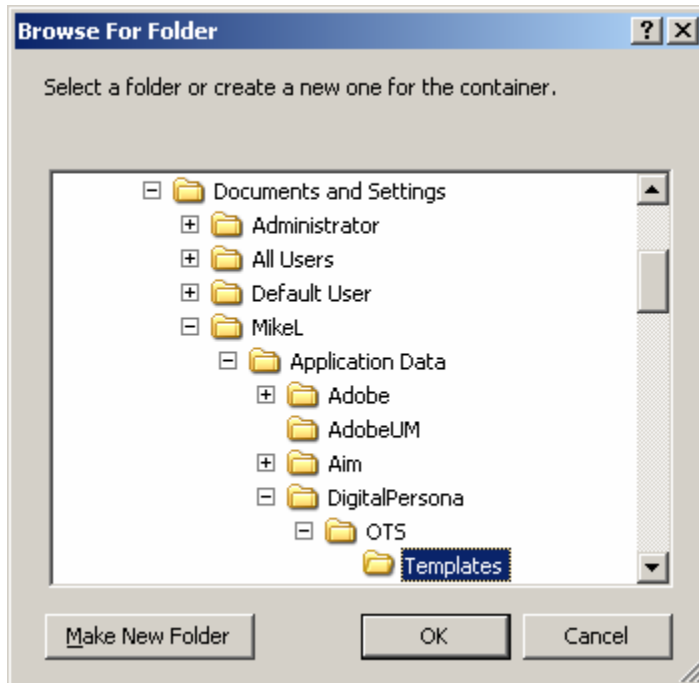 Browse For Folder
Select a folder or create a new one for the container.
Documents and Settings
Administrator
All Users
Default User
MikeL
Application Data
Adobe
AdobeUM
Aim
DigitalPersona
OTS
Templates
Make New Folder OK Cancel